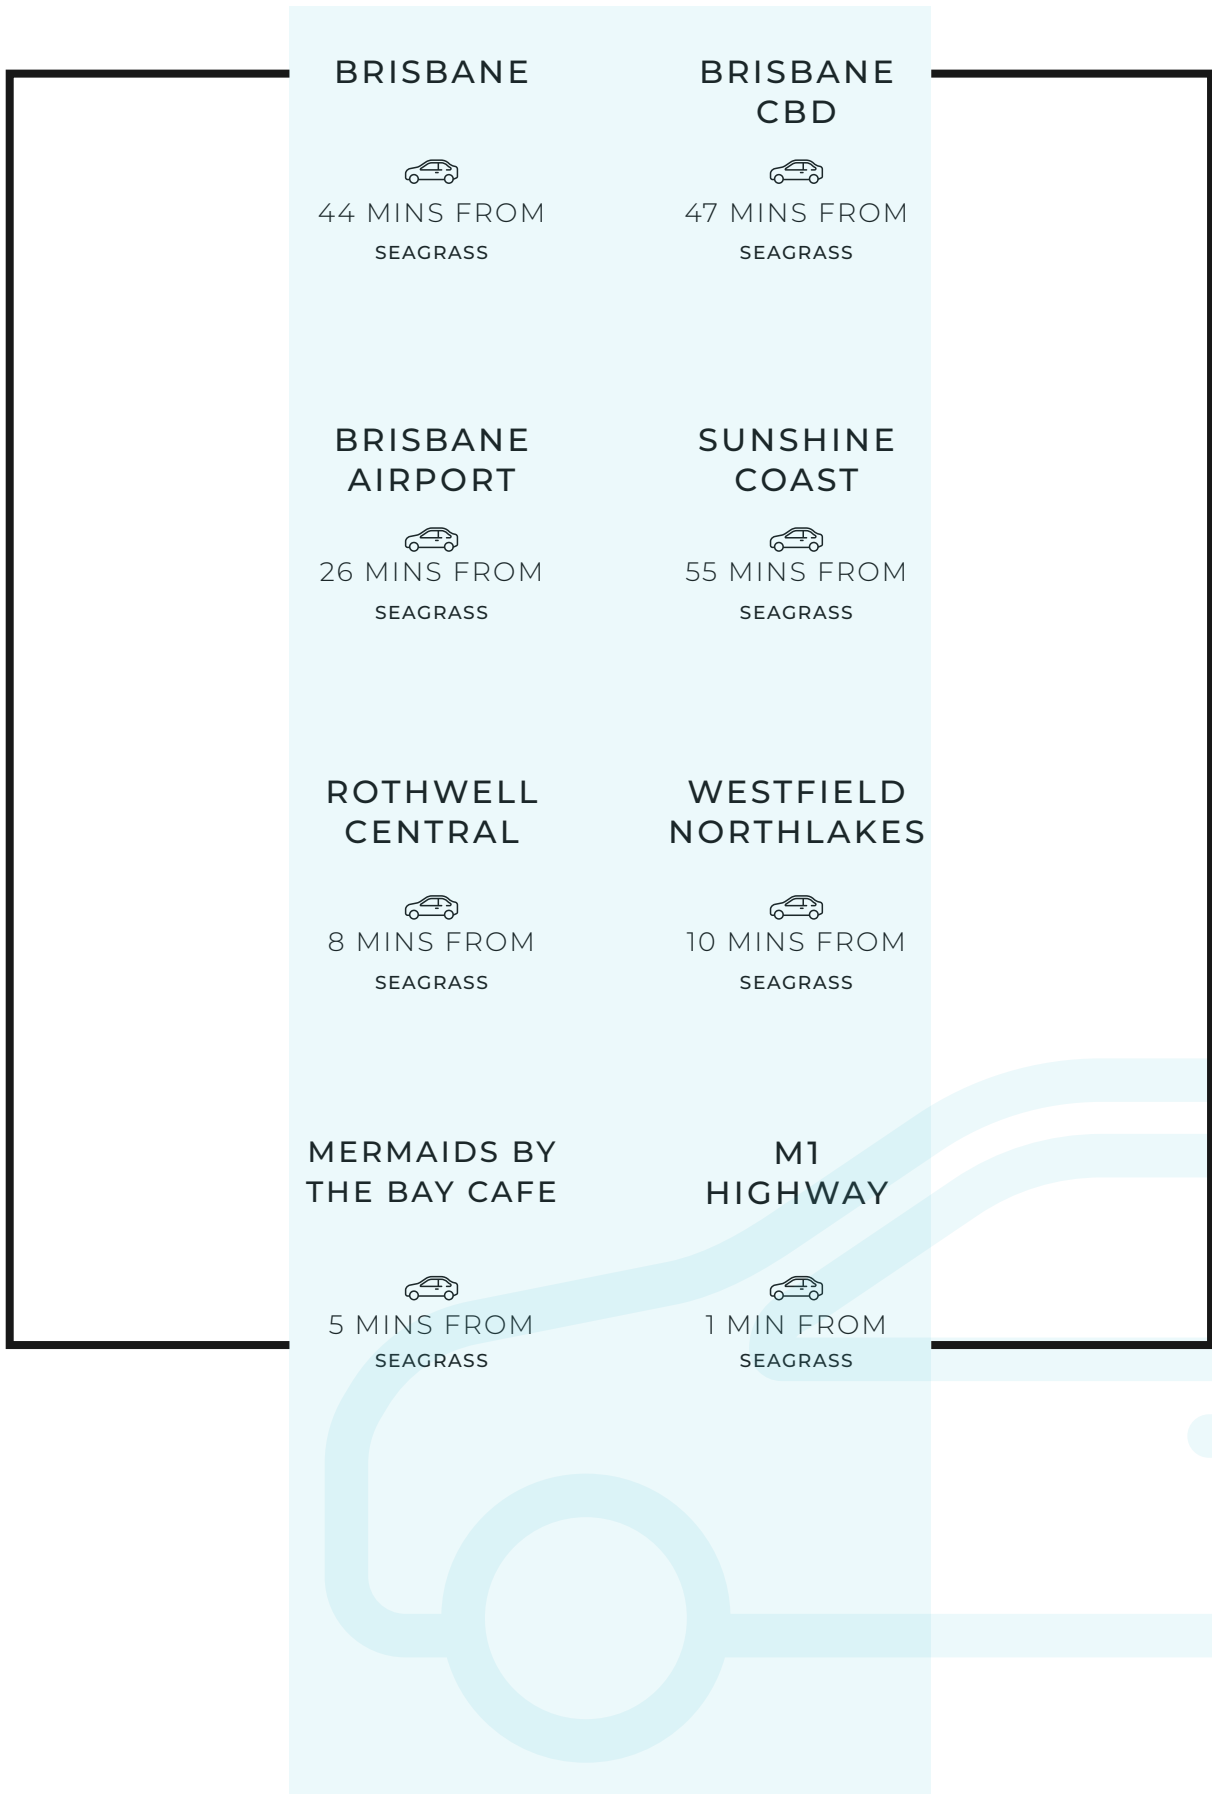 BRISBANE
44 MINS FROM
SEAGRASS
BRISBANE
CBD
47 MINS FROM
SEAGRASS
BRISBANE
AIRPORT
26 MINS FROM
SEAGRASS
SUNSHINE
COAST
55 MINS FROM
SEAGRASS
ROTHWELL
CENTRAL
8 MINS FROM
SEAGRASS
WESTFIELD
NORTHLAKES
10 MINS FROM
SEAGRASS
MERMAIDS BY
THE BAY CAFE
5 MINS FROM
SEAGRASS
M1
HIGHWAY
1 MIN FROM
SEAGRASS